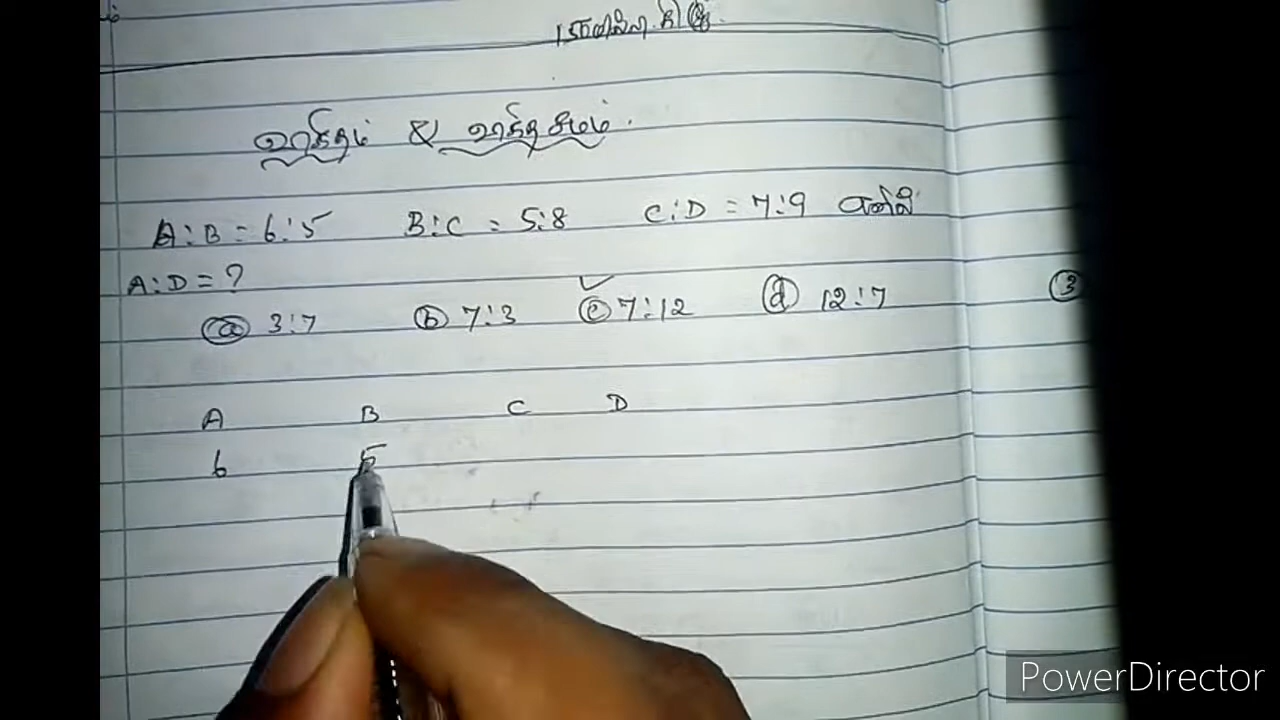 விகிதம் & விகிதசமம்.
A:B = 6:5 B:C = 5:8 C:D = 7:9 எனில்
A:D = ?
ⓐ 3:7 ⓑ 7:3 ✓ⓒ 7:12 ⓓ 12:7 ③
A B C D
6 5
PowerDirector